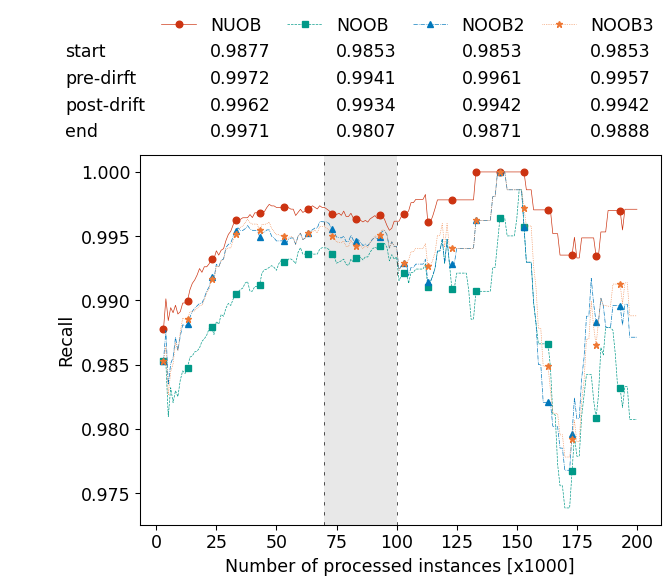 NUOB NOOB NOOB2 NOOB3
start 0.9877 0.9853 0.9853 0.9853
pre-dirft 0.9972 0.9941 0.9961 0.9957
post-drift 0.9962 0.9934 0.9942 0.9942
end 0.9971 0.9807 0.9871 0.9888
1.000
0.995
0.990
0.985
0.980
0.975
Recall
0 25 50 75 100 125 150 175 200
Number of processed instances [x1000]